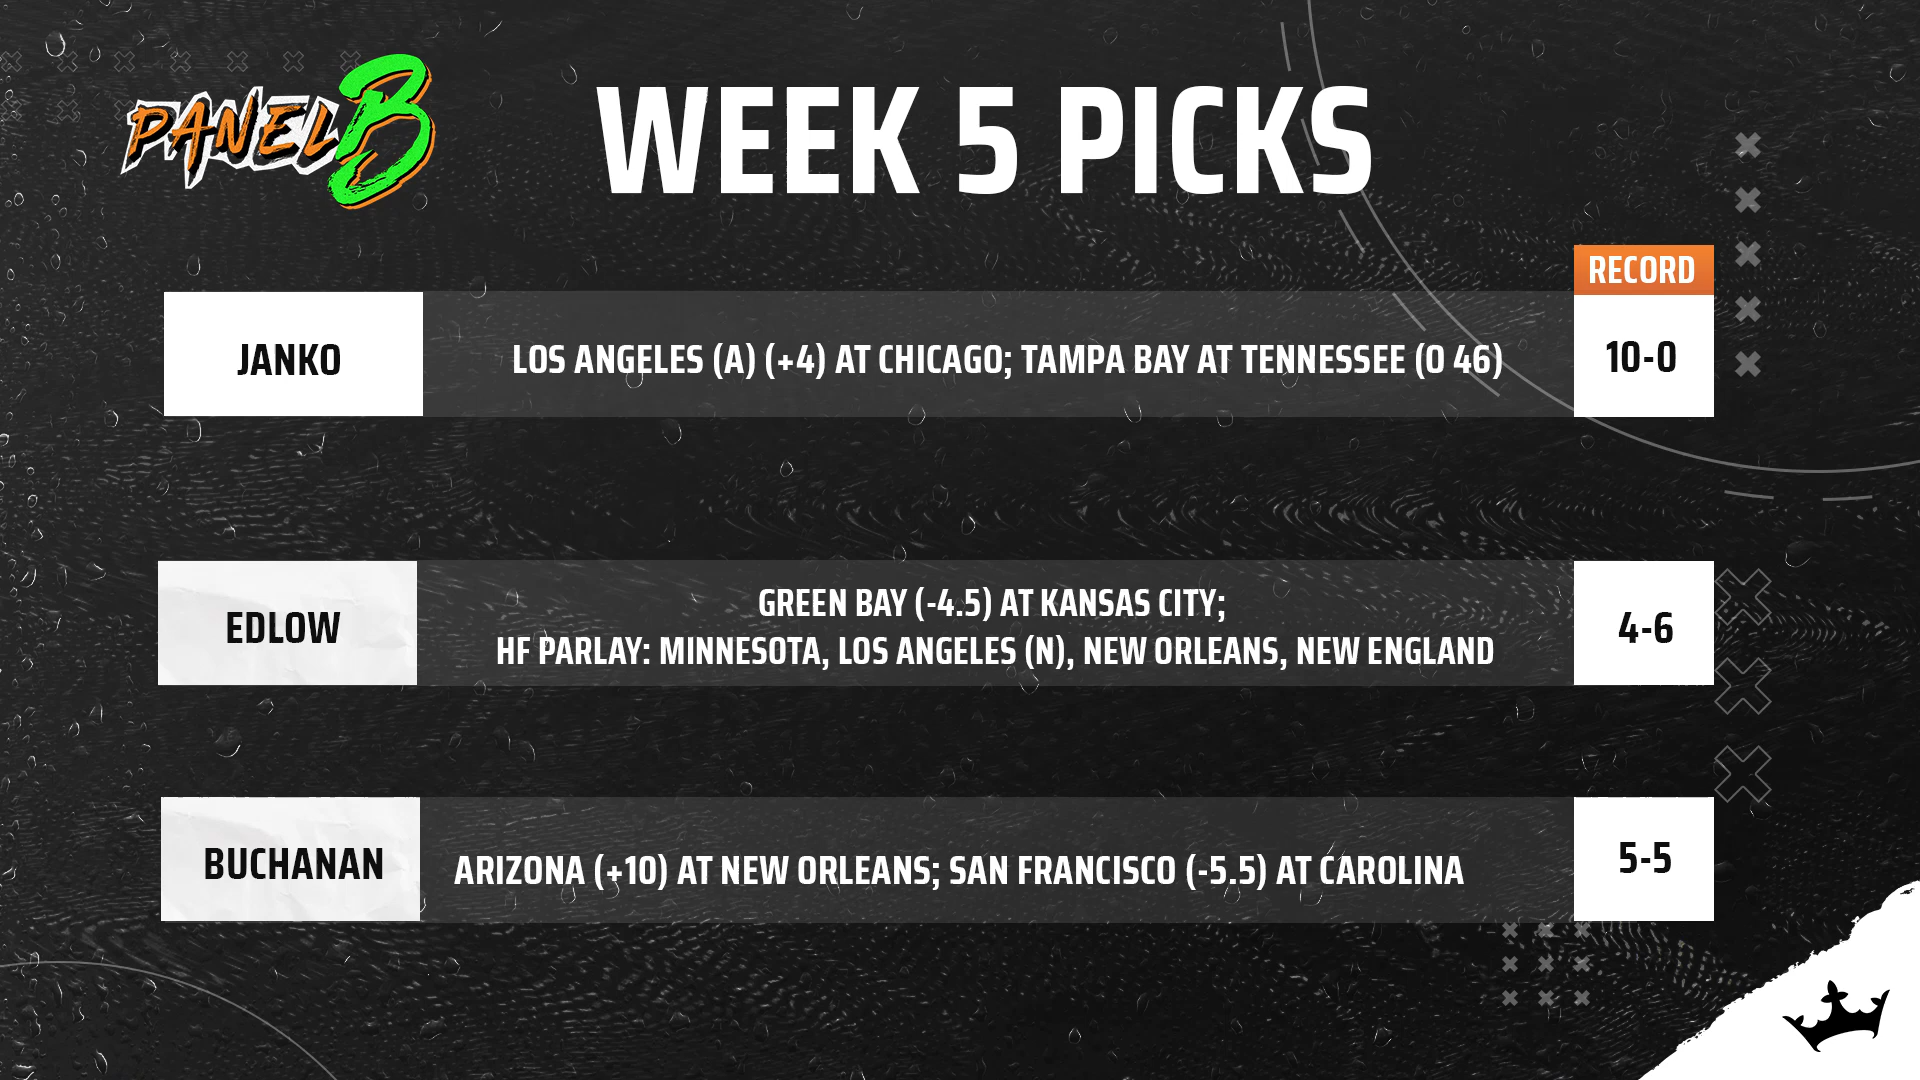 PANEL B
WEEK 5 PICKS
RECORD
JANKO
LOS ANGELES (A) (+4) AT CHICAGO; TAMPA BAY AT TENNESSEE (O 46)
10-0
EDLOW
GREEN BAY (-4.5) AT KANSAS CITY;
HF PARLAY: MINNESOTA, LOS ANGELES (N), NEW ORLEANS, NEW ENGLAND
4-6
BUCHANAN
ARIZONA (+10) AT NEW ORLEANS; SAN FRANCISCO (-5.5) AT CAROLINA
5-5